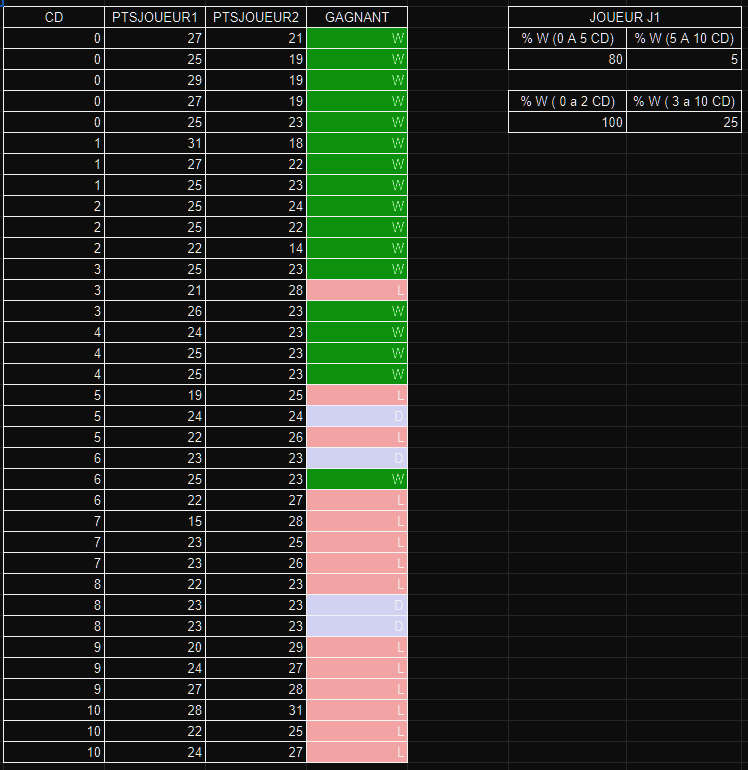 CD PTSJOUEUR1 PTSJOUEUR2 GAGNANT JOUEUR J1
0 27 21 W % W (0 A 5 CD) % W (5 A 10 CD)
0 25 19 W 80 5
0 29 19 W
0 27 19 W % W ( 0 a 2 CD) % W ( 3 a 10 CD)
0 25 23 W 100 25
1 31 18 W
1 27 22 W
1 25 23 W
2 25 24 W
2 25 22 W
2 22 14 W
3 25 23 W
3 21 28 L
3 26 23 W
4 24 23 W
4 25 23 W
4 25 23 W
5 19 25 L
5 24 24 D
5 22 26 L
6 23 23 D
6 25 23 W
6 22 27 L
7 15 28 L
7 23 25 L
7 23 26 L
8 22 23 L
8 23 23 D
8 23 23 D
9 20 29 L
9 24 27 L
9 27 28 L
10 28 31 L
10 22 25 L
10 24 27 L